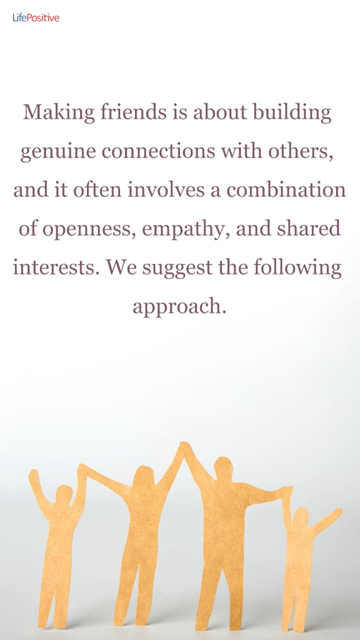 LifePositive
Making friends is about building
genuine connections with others,
and it often involves a combination
of openness, empathy, and shared
interests. We suggest the following
approach.